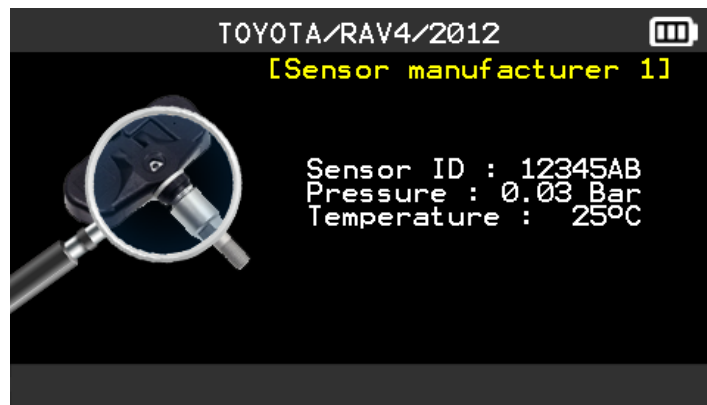 TOYOTA/RAV4/2012
[Sensor manufacturer 1]
Sensor ID : 12345AB
Pressure : 0.03 Bar
Temperature :  25ºC